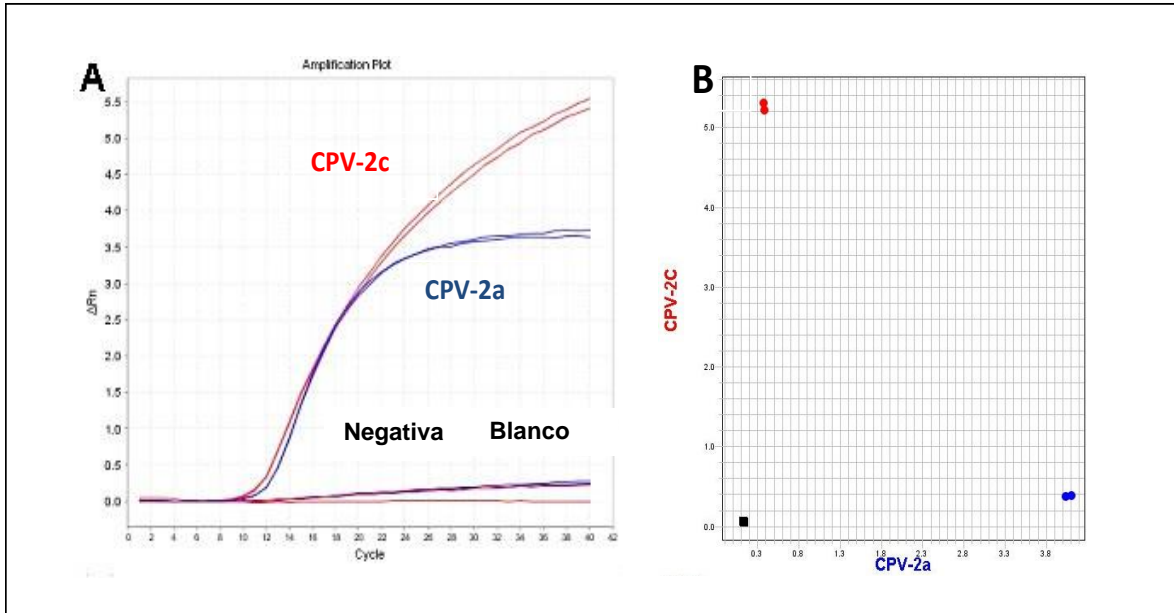 A
Amplification Plot
5.5
5.0
4.5
4.0
3.5
3.0
2.5
2.0
1.5
1.0
0.5
0.0
ΔRn
CPV-2c
CPV-2a
Negativa Blanco
0 2 4 6 8 10 12 14 16 18 20 22 24 26 28 30 32 34 36 38 40 42
Cycle
B
5.0
4.0
3.0
2.0
1.0
0.0
CPV-2C
0.3 0.8 1.3 1.8 2.3 2.8 3.3 3.8
CPV-2a